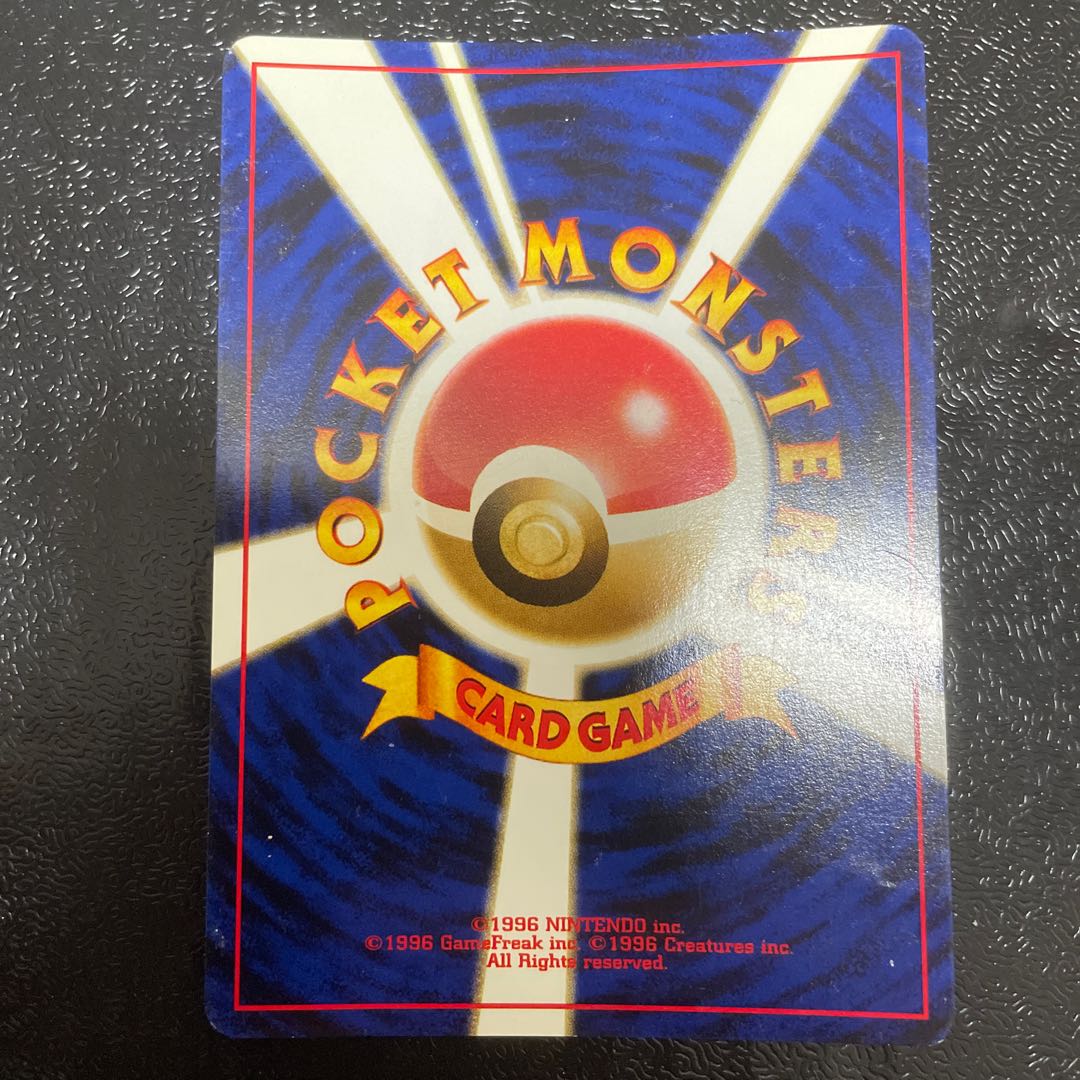 POCKET MONSTERS
CARD GAME
©1996 NINTENDO inc.
©1996 GameFreak inc. ©1996 Creatures inc.
All Rights reserved.